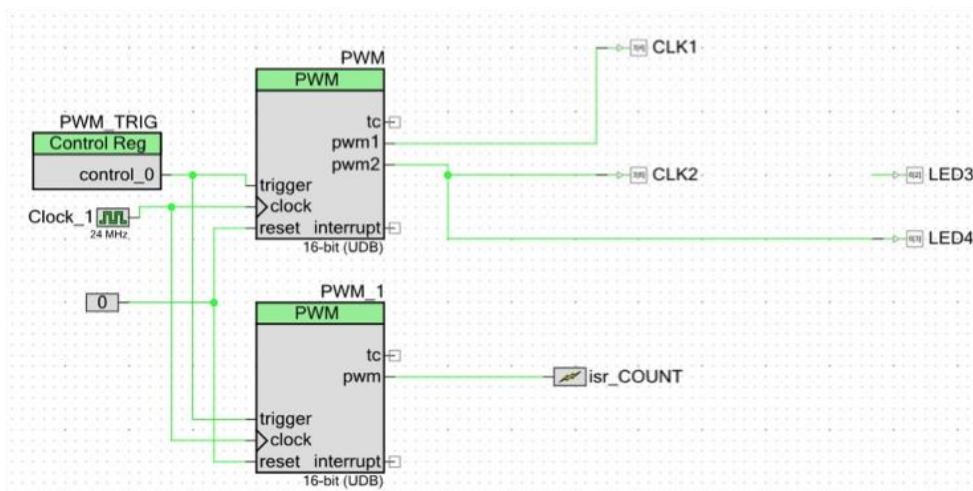 PWM
PWM
tc
pwm1
pwm2
trigger
clock
reset interrupt
16-bit (UDB)
PWM_TRIG
Control Reg
control_0
Clock_1
24 MHz
0
CLK1
CLK2
LED3
LED4
PWM_1
PWM
tc
pwm
trigger
clock
reset interrupt
16-bit (UDB)
isr_COUNT